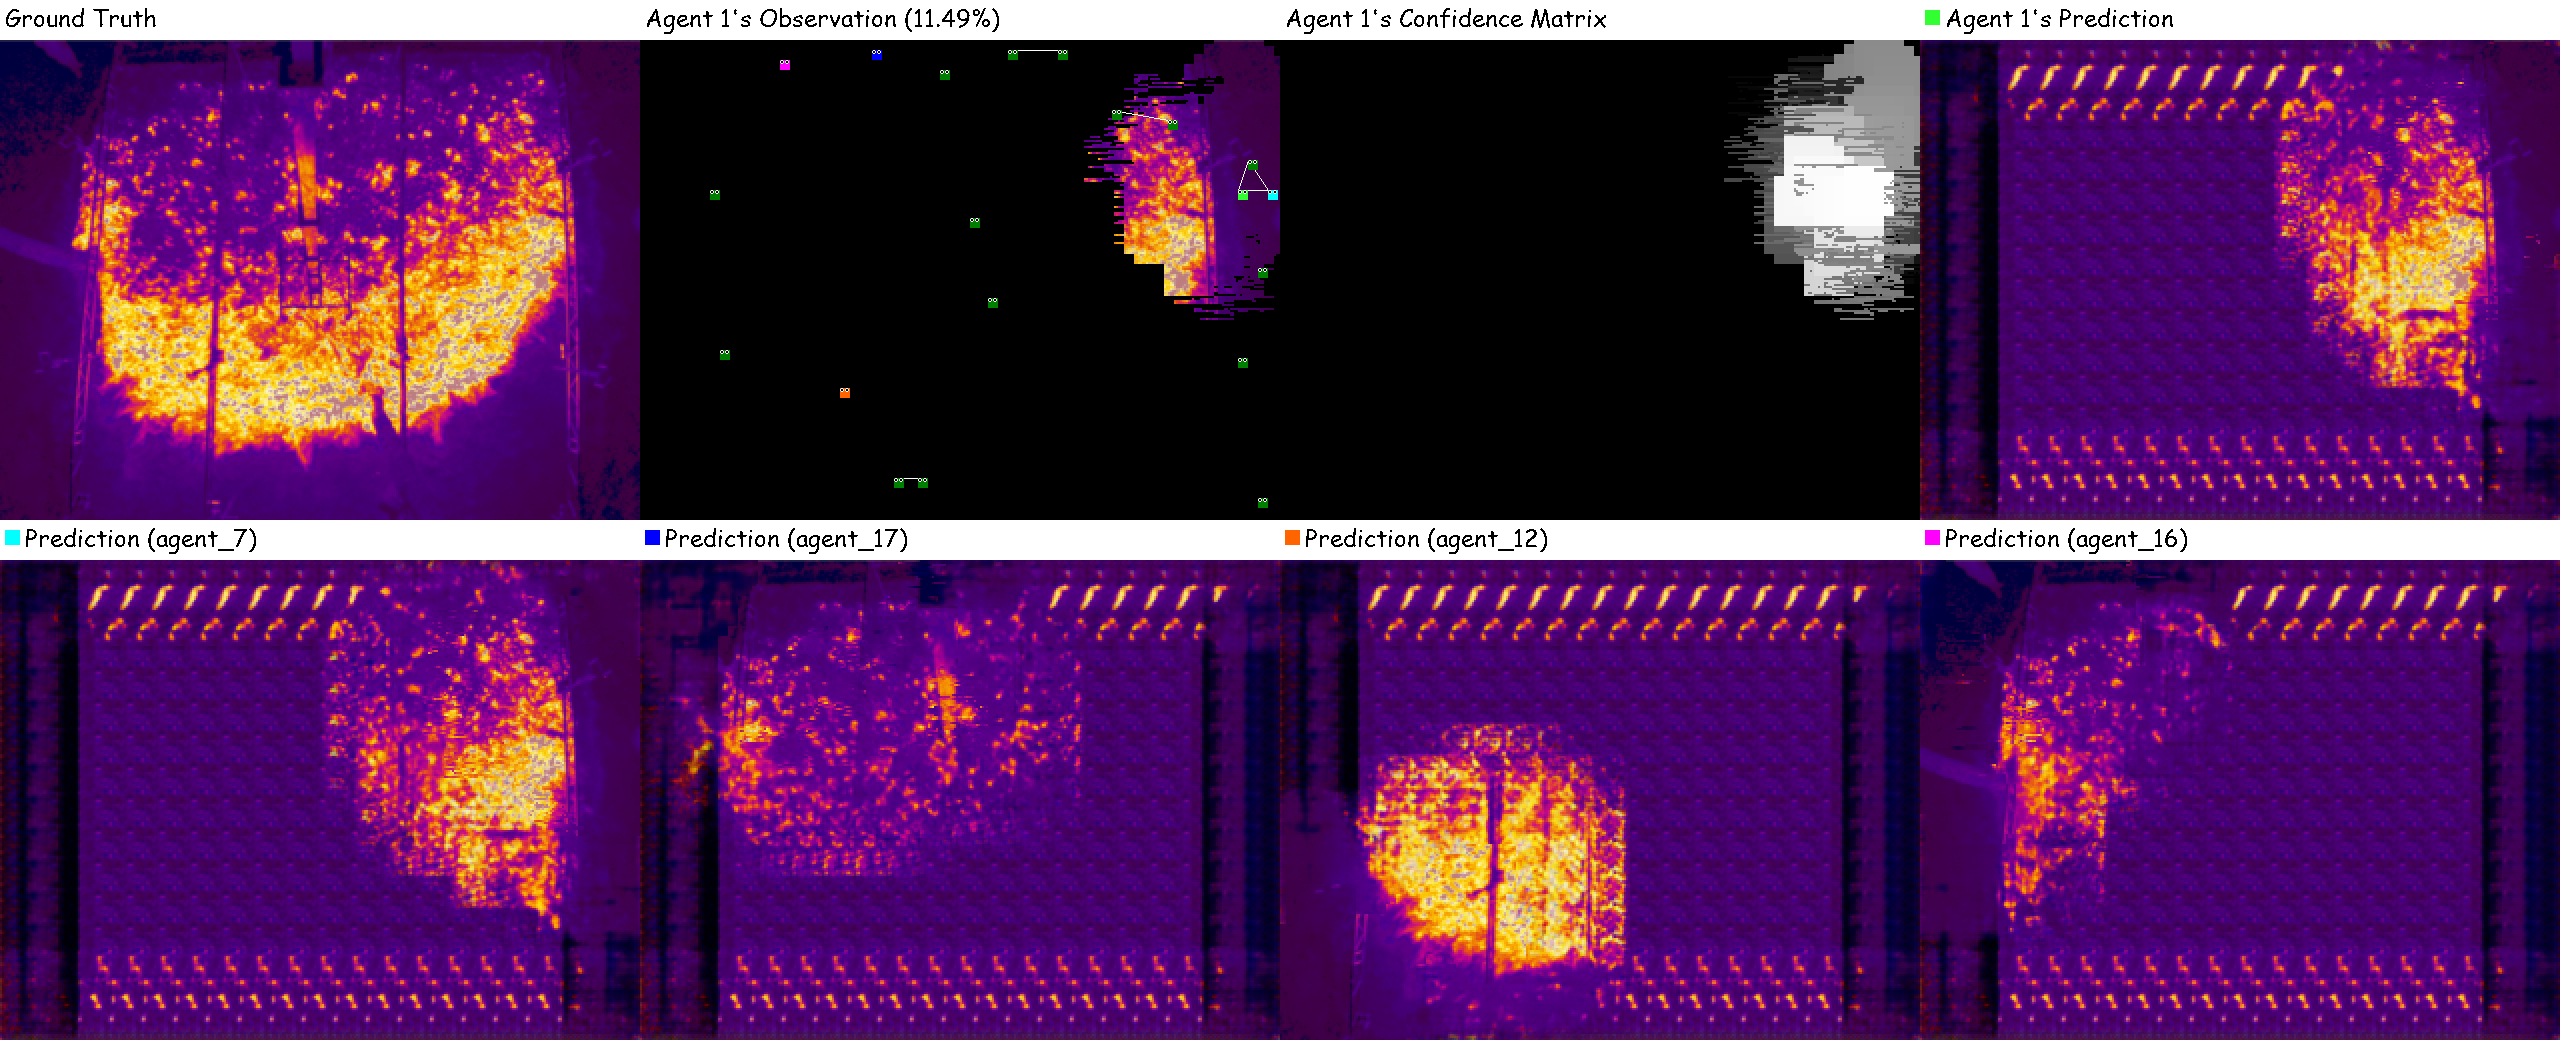 Ground Truth
Agent 1's Observation (11.49%)
Agent 1's Confidence Matrix
Agent 1's Prediction
Prediction (agent_7)
Prediction (agent_17)
Prediction (agent_12)
Prediction (agent_16)